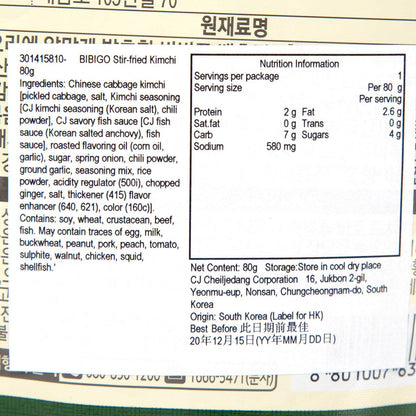 원재료명
301415810- BIBIGO Stir-fried Kimchi
80g
Ingredients: Chinese cabbage kimchi
[pickled cabbage, salt, Kimchi seasoning
[CJ kimchi seasoning (Korean salt), chili
powder], CJ savory fish sauce [CJ fish
sauce (Korean salted anchovy), fish
sauce], roasted flavoring oil (corn oil,
garlic), sugar, spring onion, chili powder,
ground garlic, seasoning mix, rice
powder, acidity regulator (500i), chopped
ginger, salt, thickener (415) flavor
enhancer (640, 621), color (160c)].
Contains: soy, wheat, crustacean, beef,
fish. May contain traces of egg, milk,
buckwheat, peanut, pork, peach, tomato,
sulphite, walnut, chicken, squid,
shellfish.'
Nutrition Information
Servings per package 1
Serving size Per 80 g
Per serving
Protein 2 g Fat 2.6 g
Sat.fat 0 g Trans 0 g
Carb 7 g Sugars 4 g
Sodium 580 mg
Net Content: 80g Storage:Store in cool dry place
CJ Cheiljedang Corporation 16, Jukbon 2-gil,
Yeonmu-eup, Nonsan, Chungcheongnam-do, South
Korea
Origin: South Korea (Label for HK)
Best Before 此日期前最佳
20年12月15日(YY年MM月DD日)